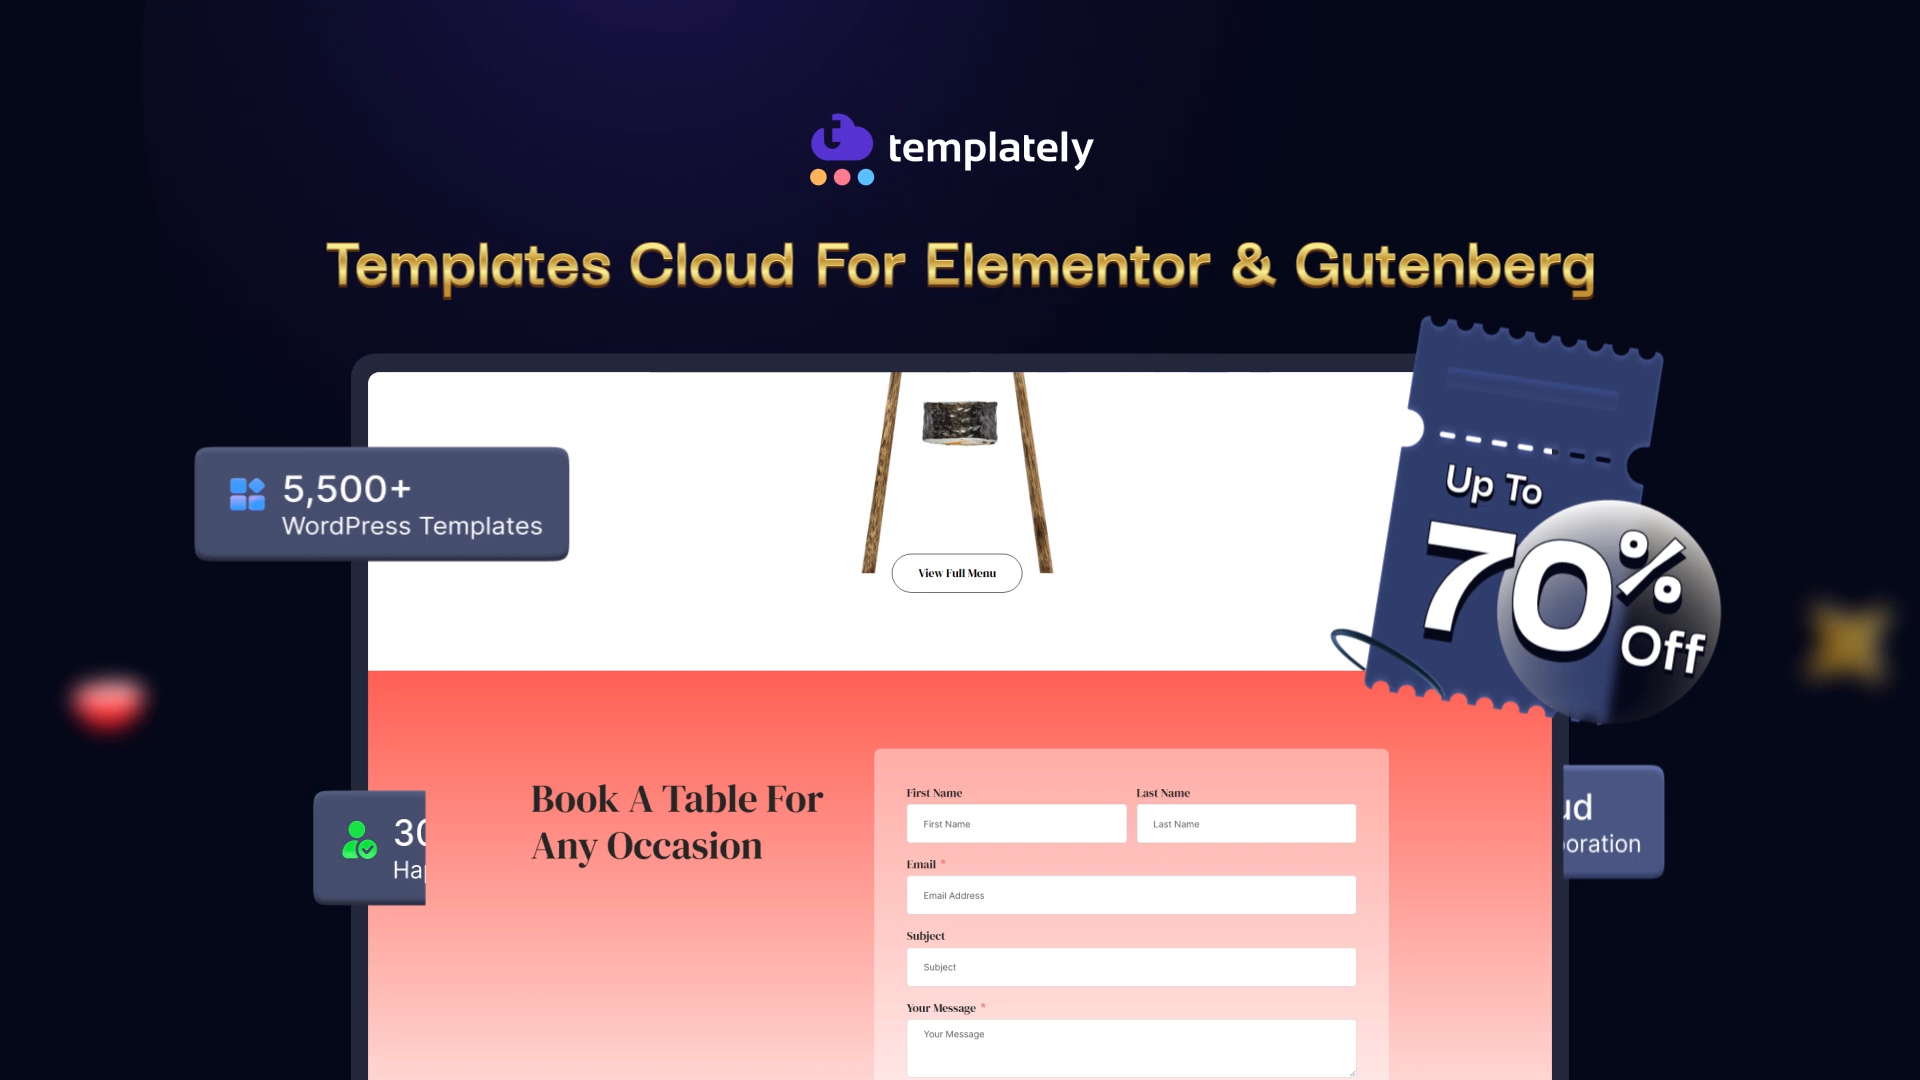 templately
Templates Cloud For Elementor & Gutenberg
5,500+
WordPress Templates
View Full Menu
Up To
70%
Off
Book A Table For
Any Occasion
First Name
Last Name
First Name
Last Name
Email *
Email Address
Subject
Subject
Your Message *
Your Message